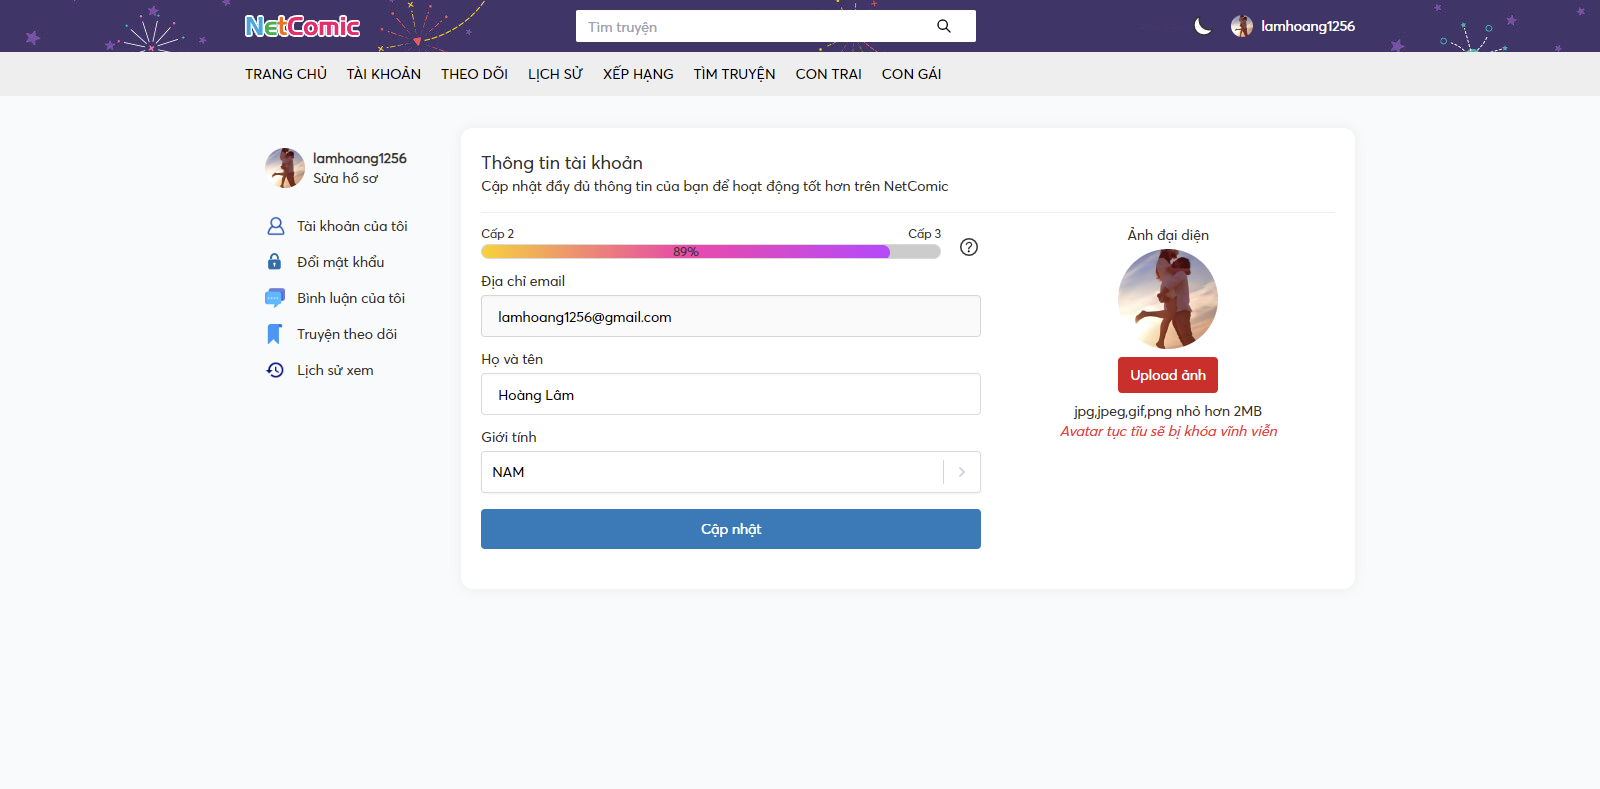 NetComic
Tìm truyện
lamhoang1256
TRANG CHỦ TÀI KHOẢN THEO DÕI LỊCH SỬ XẾP HẠNG TÌM TRUYỆN CON TRAI CON GÁI
lamhoang1256
Sửa hồ sơ
Tài khoản của tôi
Đổi mật khẩu
Bình luận của tôi
Truyện theo dõi
Lịch sử xem
Thông tin tài khoản
Cập nhật đầy đủ thông tin của bạn để hoạt động tốt hơn trên NetComic
Cấp 2 Cấp 3
89%
Địa chỉ email
lamhoang1256@gmail.com
Họ và tên
Hoàng Lâm
Giới tính
NAM
Cập nhật
Ảnh đại diện
Upload ảnh
jpg,jpeg,gif,png nhỏ hơn 2MB
Avatar tục tĩu sẽ bị khóa vĩnh viễn